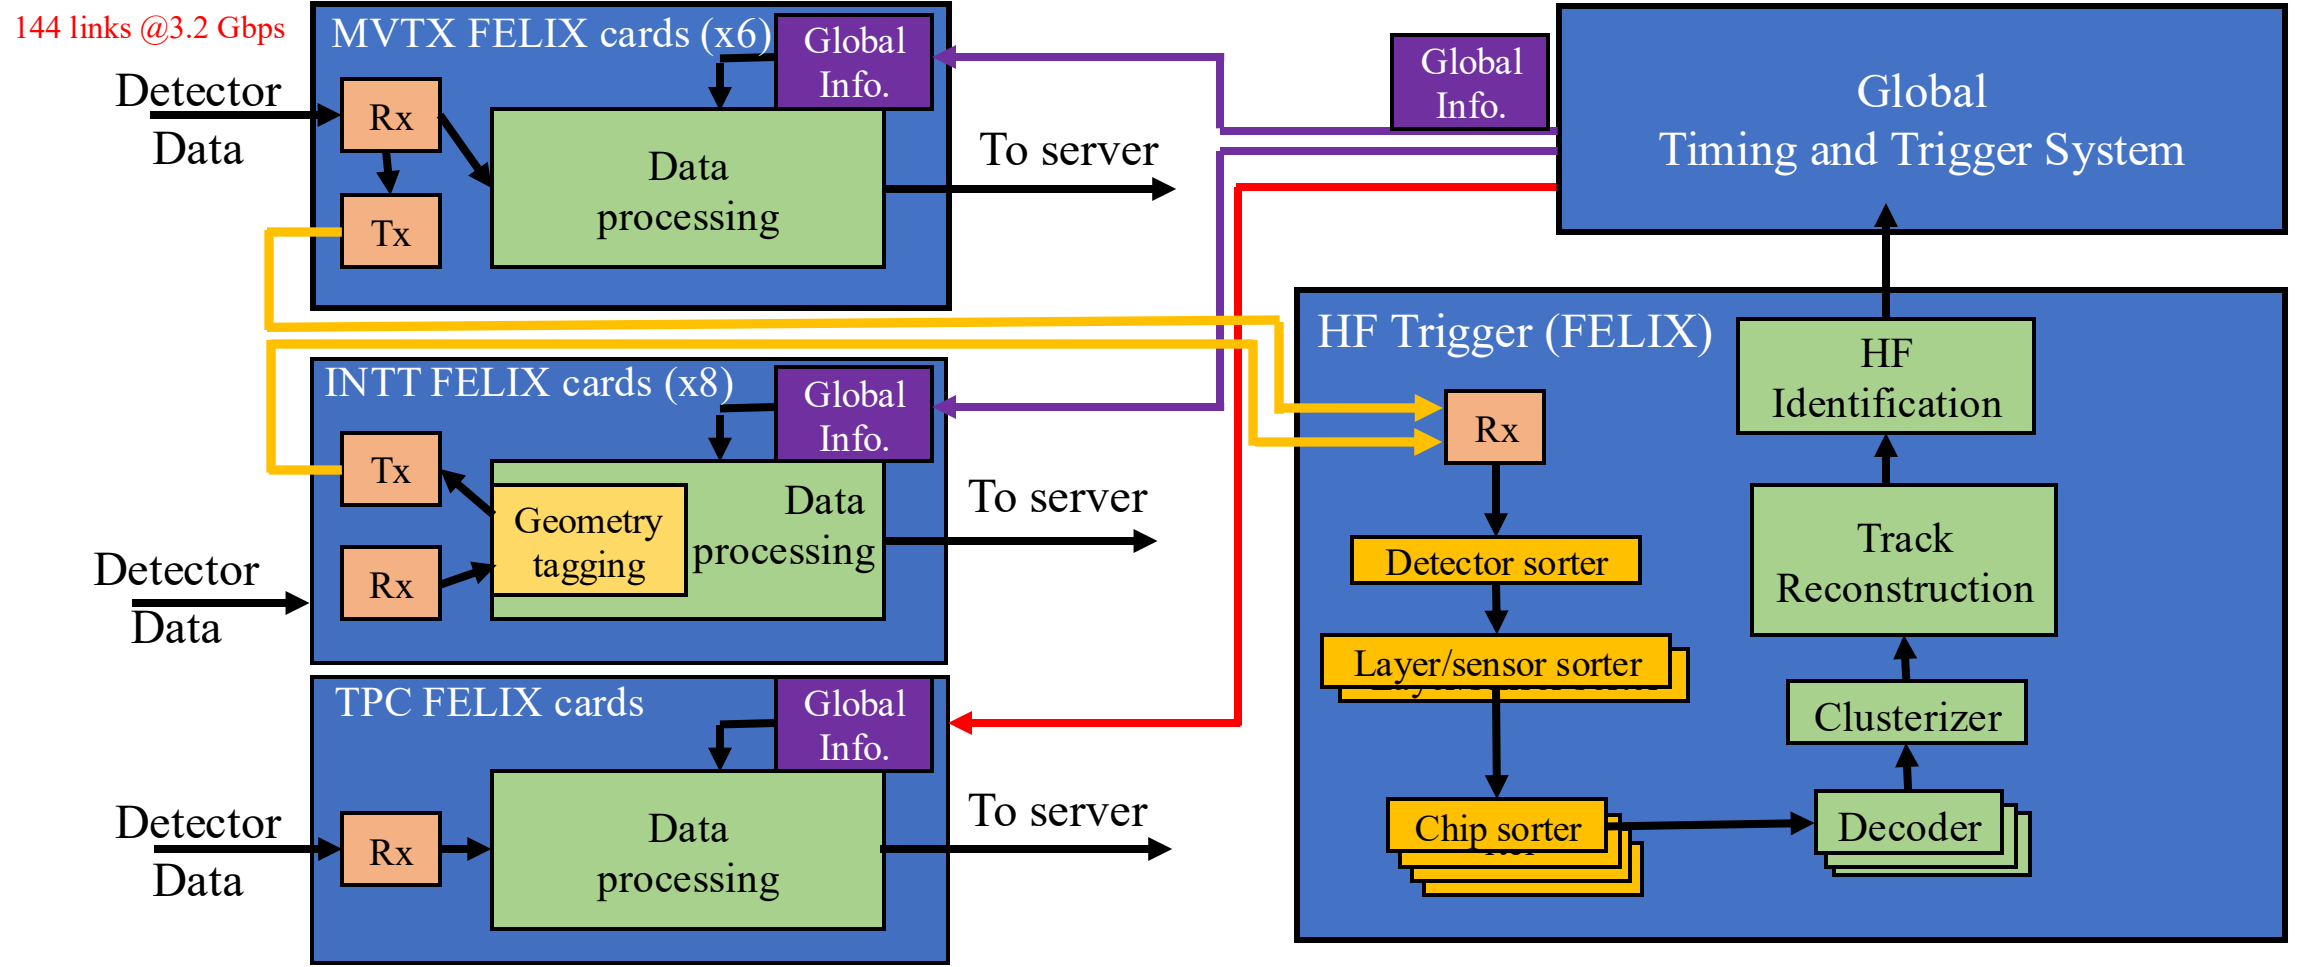 144 links @3.2 Gbps
MVTX FELIX cards (x6)
Global
Info.
Detector
Data
Rx
Tx
Data
processing
To server
Global
Info.
Global
Timing and Trigger System
INTT FELIX cards (x8)
Global
Info.
Tx
Rx
Geometry
tagging
Data
processing
To server
Detector
Data
TPC FELIX cards
Global
Info.
Detector
Data
Rx
Data
processing
To server
HF Trigger (FELIX)
Rx
Detector sorter
Layer/sensor sorter
Chip sorter
Decoder
Clusterizer
Track
Reconstruction
HF
Identification